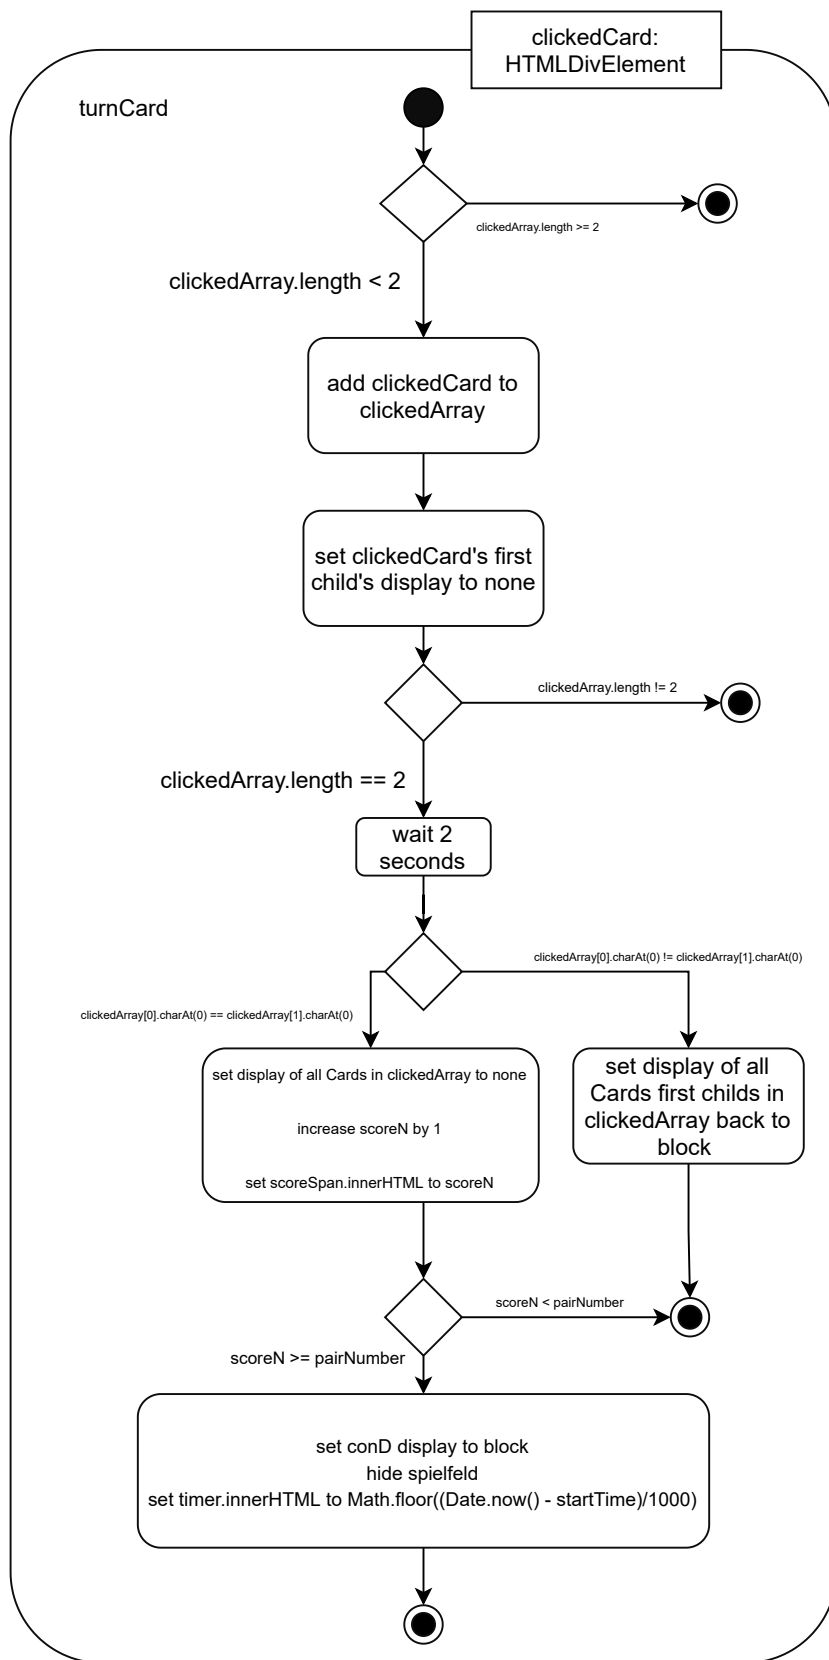 clickedCard:
HTMLDivElement
turnCard
clickedArray.length >= 2
clickedArray.length < 2
add clickedCard to
clickedArray
set clickedCard's first
child's display to none
clickedArray.length != 2
clickedArray.length == 2
wait 2
seconds
clickedArray[0].charAt(0) != clickedArray[1].charAt(0)
clickedArray[0].charAt(0) == clickedArray[1].charAt(0)
set display of all Cards in clickedArray to none
increase scoreN by 1
set scoreSpan.innerHTML to scoreN
set display of all
Cards first childs in
clickedArray back to
block
scoreN < pairNumber
scoreN >= pairNumber
set conD display to block
hide spielfeld
set timer.innerHTML to Math.floor((Date.now() - startTime)/1000)